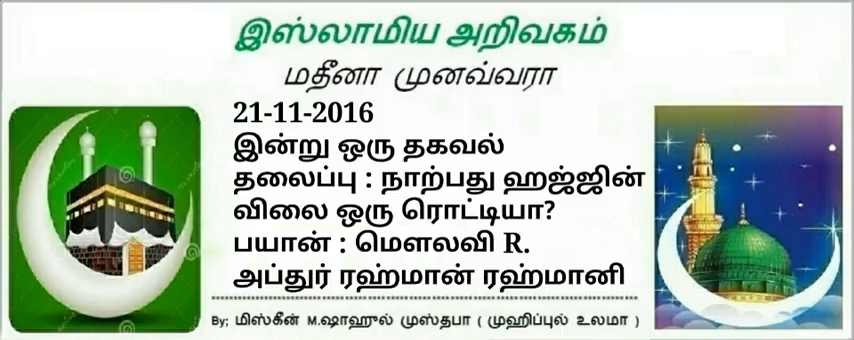 இஸ்லாமிய அறிவகம்
மதீனா முனவ்வரா
21-11-2016
இன்று ஒரு தகவல்
தலைப்பு : நாற்பது ஹஜ்ஜின்
விலை ஒரு ரொட்டியா?
பயான் : மௌலவி R.
அப்துர் ரஹ்மான் ரஹ்மானி
By; மிஸ்கீன் M.ஷாஹுல் முஸ்தபா ( முஹிப்புல் உலமா )